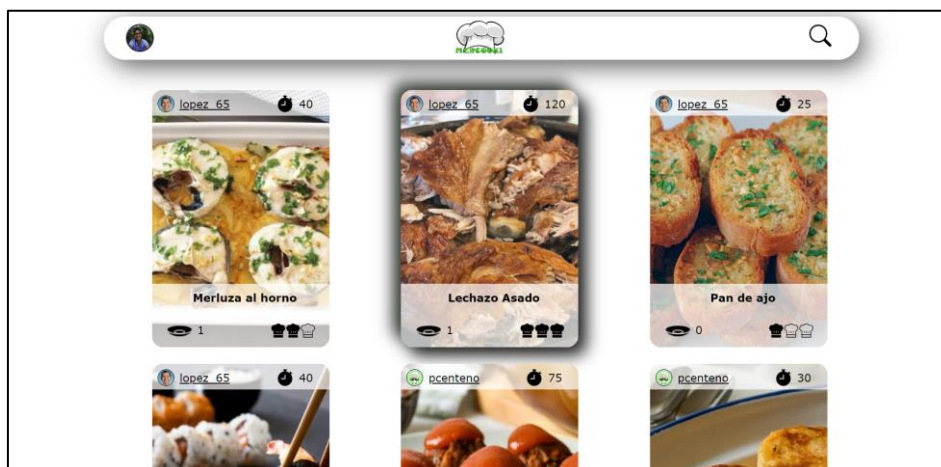 MERCOOKI
lopez_65 40
lopez_65 120
lopez_65 25
Merluza al horno
Lechazo Asado
Pan de ajo
1
1
0
lopez_65 40
pcenteno 75
pcenteno 30